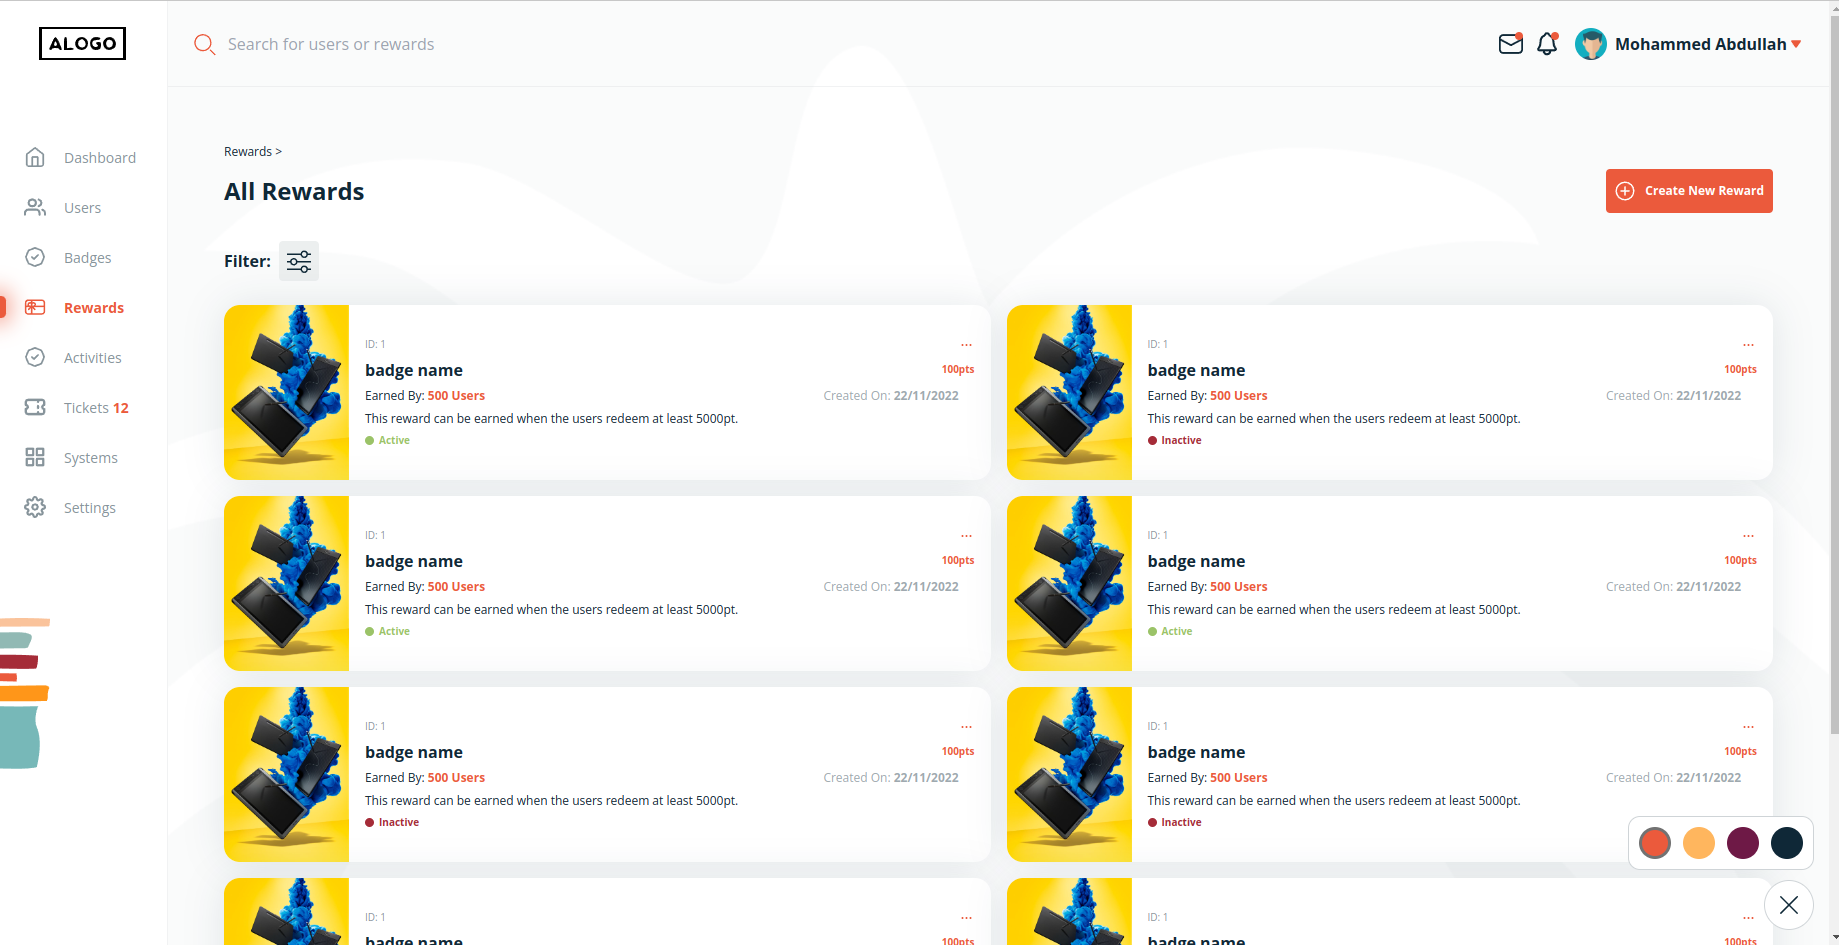 ALOGO
Search for users or rewards
Mohammed Abdullah
Dashboard
Users
Badges
Rewards
Activities
Tickets 12
Systems
Settings
Rewards >
All Rewards
Create New Reward
Filter:
ID: 1
...
badge name
100pts
Earned By: 500 Users
Created On: 22/11/2022
This reward can be earned when the users redeem at least 5000pt.
Active
ID: 1
...
badge name
100pts
Earned By: 500 Users
Created On: 22/11/2022
This reward can be earned when the users redeem at least 5000pt.
Inactive
ID: 1
...
badge name
100pts
Earned By: 500 Users
Created On: 22/11/2022
This reward can be earned when the users redeem at least 5000pt.
Active
ID: 1
...
badge name
100pts
Earned By: 500 Users
Created On: 22/11/2022
This reward can be earned when the users redeem at least 5000pt.
Active
ID: 1
...
badge name
100pts
Earned By: 500 Users
Created On: 22/11/2022
This reward can be earned when the users redeem at least 5000pt.
Inactive
ID: 1
...
badge name
100pts
Earned By: 500 Users
Created On: 22/11/2022
This reward can be earned when the users redeem at least 5000pt.
Inactive
ID: 1
...
badge name
100pts
ID: 1
...
badge name
100pts